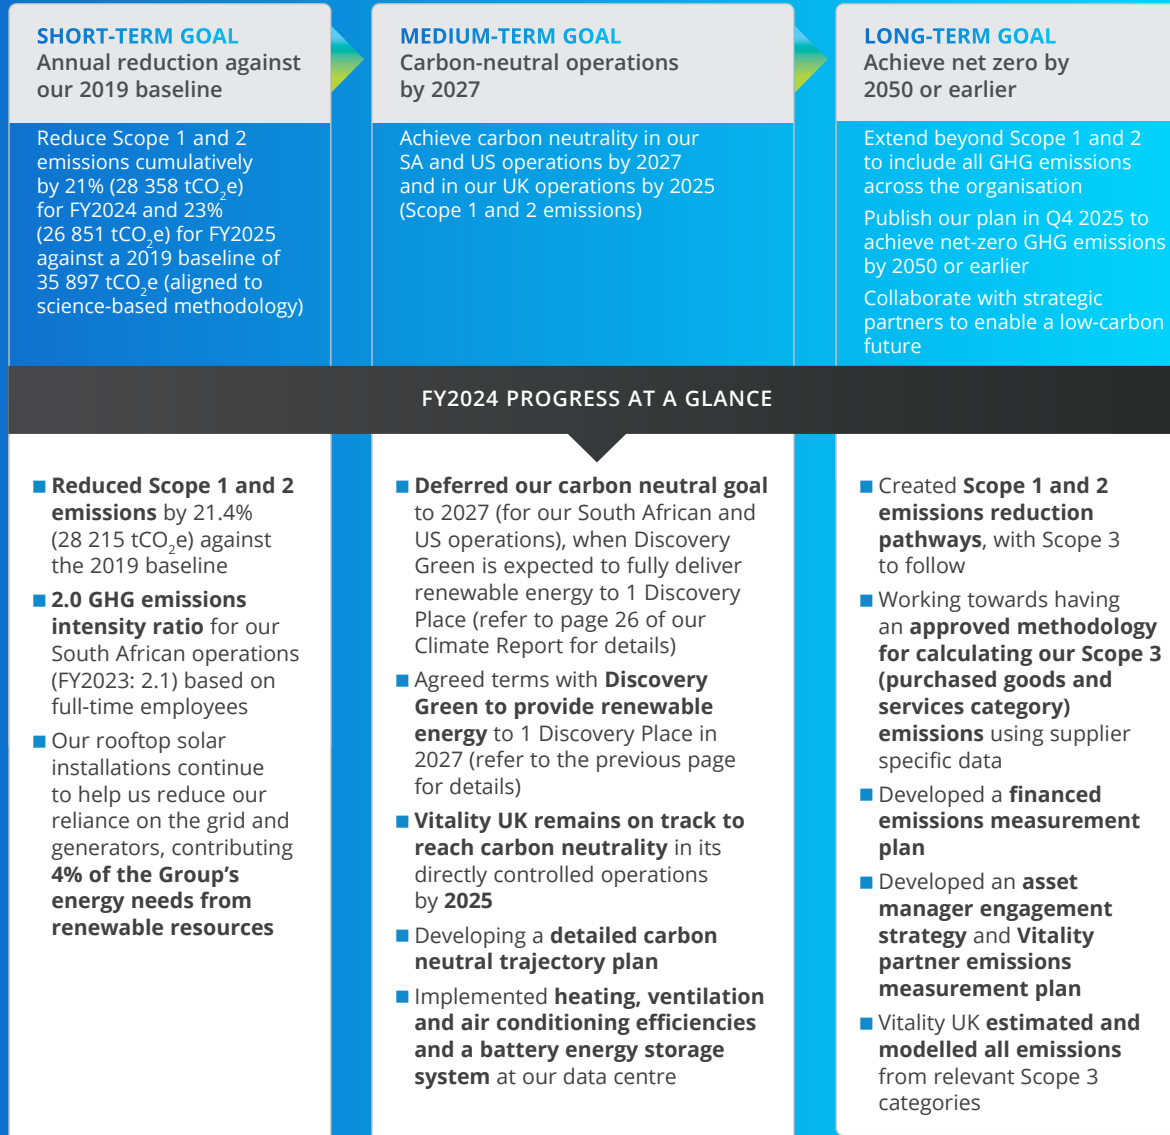 SHORT-TERM GOAL
Annual reduction against
our 2019 baseline
Reduce Scope 1 and 2
emissions cumulatively
by 21% (28 358 tCO₂e)
for FY2024 and 23%
(26 851 tCO₂e) for FY2025
against a 2019 baseline of
35 897 tCO₂e (aligned to
science-based methodology)
MEDIUM-TERM GOAL
Carbon-neutral operations
by 2027
Achieve carbon neutrality in our
SA and US operations by 2027
and in our UK operations by 2025
(Scope 1 and 2 emissions)
LONG-TERM GOAL
Achieve net zero by
2050 or earlier
Extend beyond Scope 1 and 2
to include all GHG emissions
across the organisation
Publish our plan in Q4 2025 to
achieve net-zero GHG emissions
by 2050 or earlier
Collaborate with strategic
partners to enable a low-carbon
future
FY2024 PROGRESS AT A GLANCE
■ Reduced Scope 1 and 2
emissions by 21.4%
(28 215 tCO₂e) against
the 2019 baseline
■ 2.0 GHG emissions
intensity ratio for our
South African operations
(FY2023: 2.1) based on
full-time employees
■ Our rooftop solar
installations continue
to help us reduce our
reliance on the grid and
generators, contributing
4% of the Group's
energy needs from
renewable resources
■ Deferred our carbon neutral goal
to 2027 (for our South African and
US operations), when Discovery
Green is expected to fully deliver
renewable energy to 1 Discovery
Place (refer to page 26 of our
Climate Report for details)
■ Agreed terms with Discovery
Green to provide renewable
energy to 1 Discovery Place in
2027 (refer to the previous page
for details)
■ Vitality UK remains on track to
reach carbon neutrality in its
directly controlled operations
by 2025
■ Developing a detailed carbon
neutral trajectory plan
■ Implemented heating, ventilation
and air conditioning efficiencies
and a battery energy storage
system at our data centre
■ Created Scope 1 and 2
emissions reduction
pathways, with Scope 3
to follow
■ Working towards having
an approved methodology
for calculating our Scope 3
(purchased goods and
services category)
emissions using supplier
specific data
■ Developed a financed
emissions measurement
plan
■ Developed an asset
manager engagement
strategy and Vitality
partner emissions
measurement plan
■ Vitality UK estimated and
modelled all emissions
from relevant Scope 3
categories